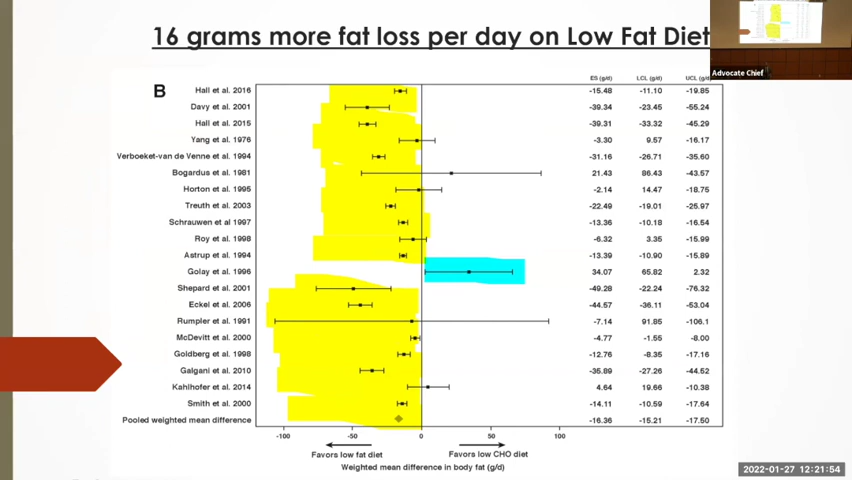 16 grams more fat loss per day on Low Fat Diet
Advocate Chief
B
ES (g/d) LCL (g/d) UCL (g/d)
Hall et al. 2016 -15.48 -11.10 -19.85
Davy et al. 2001 -39.34 -23.45 -55.24
Hall et al. 2015 -39.31 -33.32 -45.29
Yang et al. 1976 -3.30 9.57 -16.17
Verboeket-van de Venne et al. 1994 -31.16 -26.71 -35.60
Bogardus et al. 1981 21.43 86.43 -43.57
Horton et al. 1995 -2.14 14.47 -18.75
Treuth et al. 2003 -22.49 -19.01 -25.97
Schrauwen et al 1997 -13.36 -10.18 -16.54
Roy et al. 1998 -6.32 3.35 -15.99
Astrup et al. 1994 -13.39 -10.90 -15.89
Golay et al. 1996 34.07 65.82 2.32
Shepard et al. 2001 -49.28 -22.24 -76.32
Eckel et al. 2006 -44.57 -36.11 -53.04
Rumpler et al. 1991 -7.14 91.85 -106.1
McDevitt et al. 2000 -4.77 -1.55 -8.00
Goldberg et al. 1998 -12.76 -8.35 -17.16
Galgani et al. 2010 -35.89 -27.26 -44.52
Kahlhofer et al. 2014 4.64 19.66 -10.38
Smith et al. 2000 -14.11 -10.59 -17.64
Pooled weighted mean difference -16.36 -15.21 -17.50
-100 -50 0 50 100
Favors low fat diet Favors low CHO diet
Weighted mean difference in body fat (g/d)
2022-01-27 12:21:54